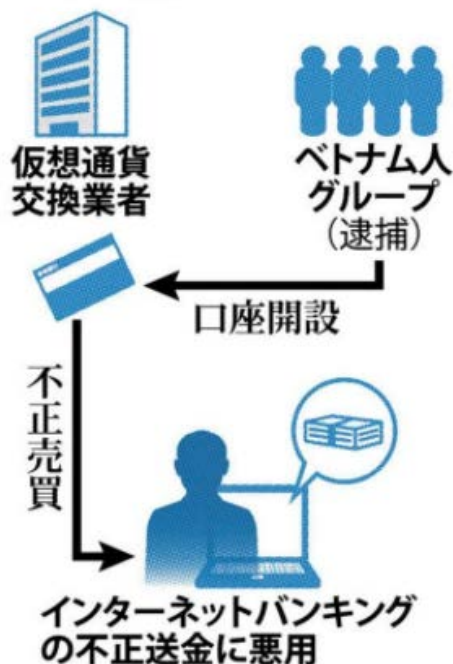 仮想通貨
交換業者
ベトナム人
グループ
（逮捕）
口座開設
不正売買
インターネットバンキング
の不正送金に悪用